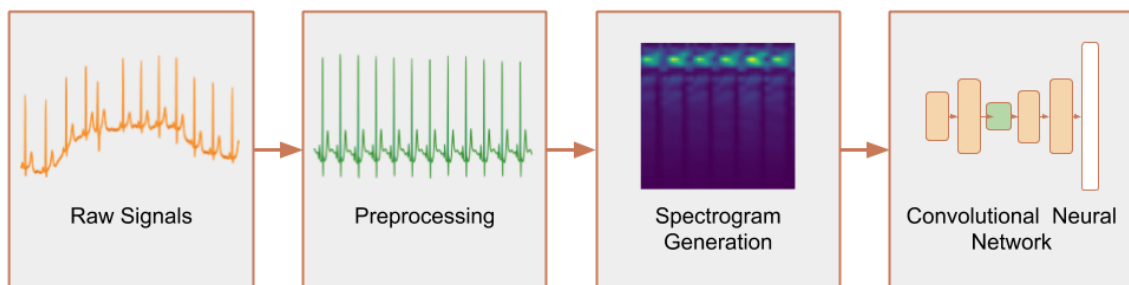 Raw Signals
Preprocessing
Spectrogram
Generation
Convolutional Neural
Network